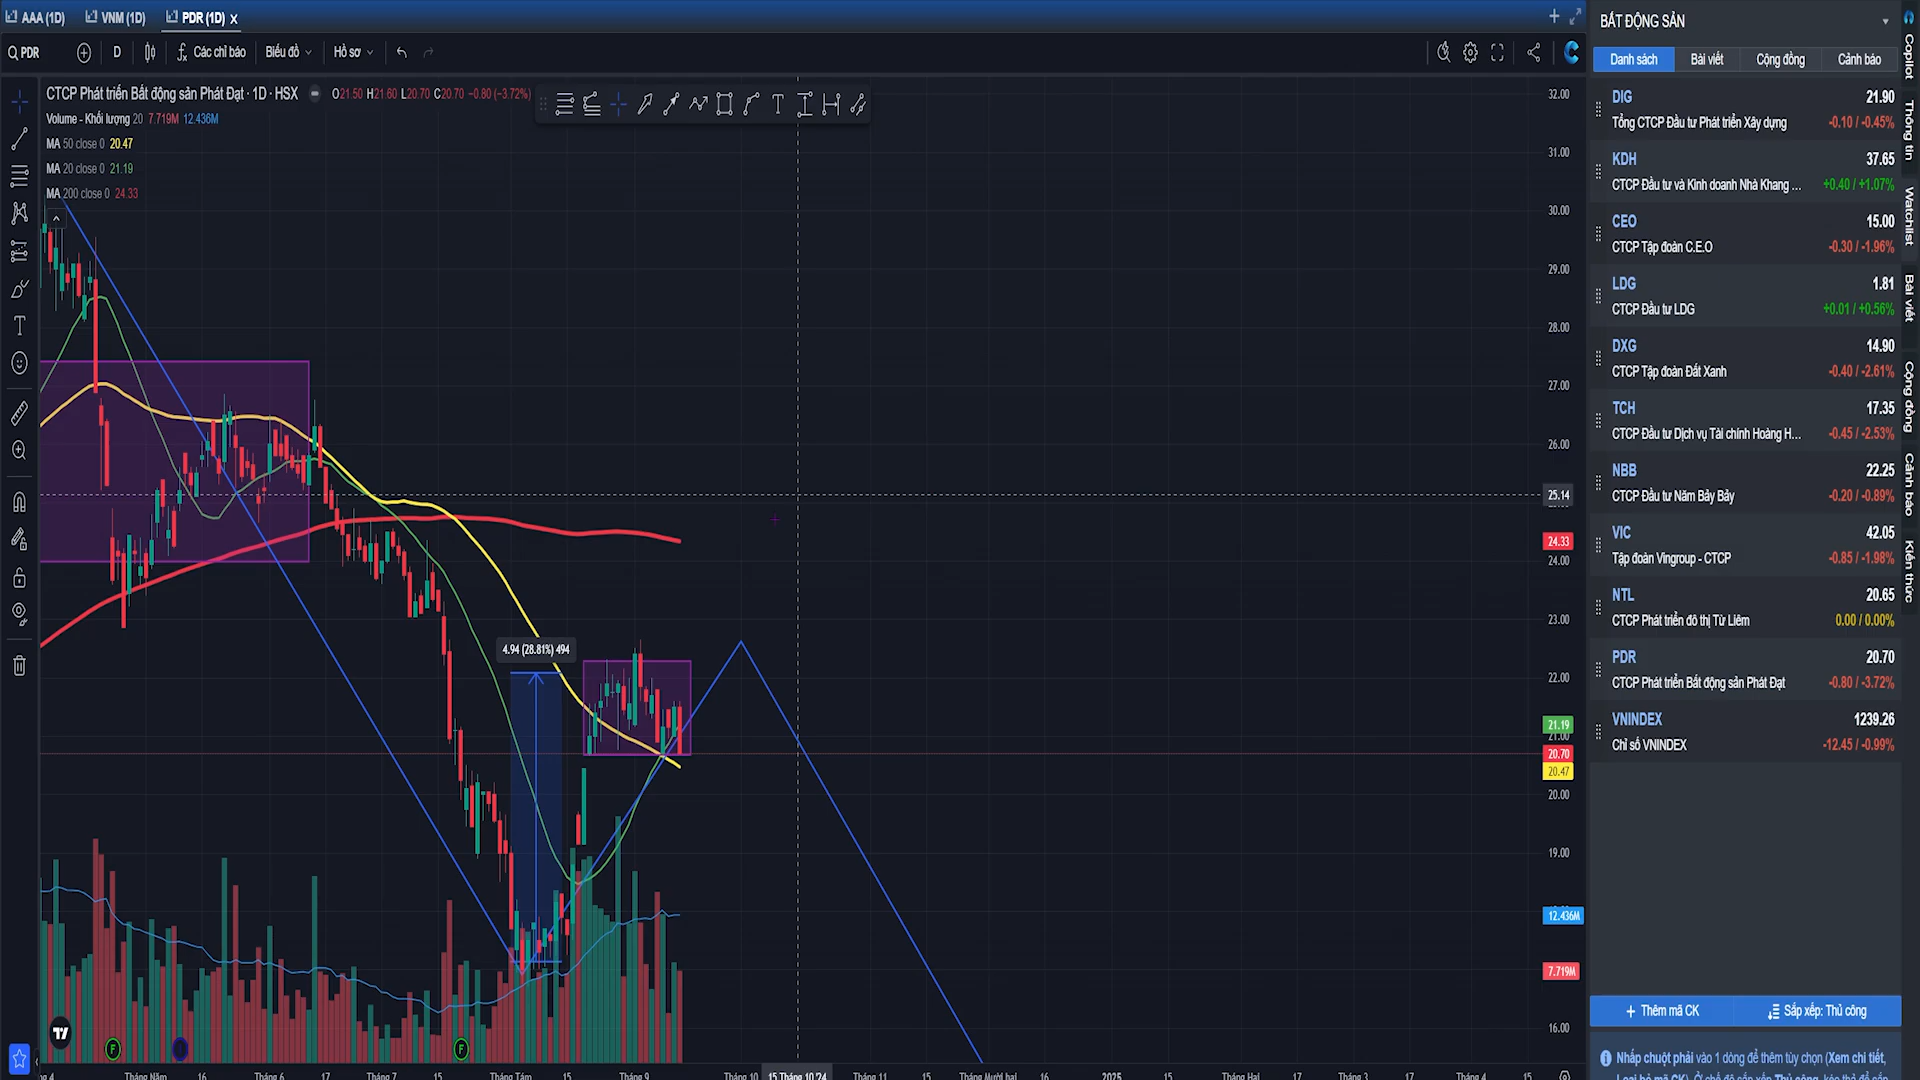 AAA (1D) VNM (1D) PDR (1D) x
PDR D Các chỉ báo Biểu đồ Hồ sơ
CTCP Phát triển Bất động sản Phát Đạt · 1D · HSX O21.50 H21.60 L20.70 C20.70 −0.80 (−3.72%)
Volume - Khối lượng 20 7.719M 12.436M
MA 50 close 0 20.47
MA 20 close 0 21.19
MA 200 close 0 24.33
4.94 (28.81%) 494
32.00
31.00
30.00
29.00
28.00
27.00
26.00
25.14
24.33
24.00
23.00
22.00
21.19
21.00
20.70
20.47
20.00
19.00
12.436M
7.719M
16.00
F F
Tháng Năm 16 Tháng 6 17 Tháng 7 15 Tháng Tám 15 Tháng 9 Tháng 10 15 Tháng 10 '24 Tháng 11 15 Tháng Mười hai 16 2025 15 Tháng Hai 17 Tháng 3 17 Tháng 4 15
BẤT ĐỘNG SẢN
Danh sách Bài viết Cộng đồng Cảnh báo
DIG 21.90
Tổng CTCP Đầu tư Phát triển Xây dựng -0.10 / -0.45%
KDH 37.65
CTCP Đầu tư và Kinh doanh Nhà Khang ... +0.40 / +1.07%
CEO 15.00
CTCP Tập đoàn C.E.O -0.30 / -1.96%
LDG 1.81
CTCP Đầu tư LDG +0.01 / +0.56%
DXG 14.90
CTCP Tập đoàn Đất Xanh -0.40 / -2.61%
TCH 17.35
CTCP Đầu tư Dịch vụ Tài chính Hoàng H... -0.45 / -2.53%
NBB 22.25
CTCP Đầu tư Năm Bảy Bảy -0.20 / -0.89%
VIC 42.05
Tập đoàn Vingroup - CTCP -0.85 / -1.98%
NTL 20.65
CTCP Phát triển đô thị Từ Liêm 0.00 / 0.00%
PDR 20.70
CTCP Phát triển Bất động sản Phát Đạt -0.80 / -3.72%
VNINDEX 1239.26
Chỉ số VNINDEX -12.45 / -0.99%
+ Thêm mã CK Sắp xếp: Thủ công
Nhấp chuột phải vào 1 dòng để thêm tùy chọn (Xem chi tiết,
Copilot
Thông tin
Watchlist
Bài viết
Cộng đồng
Cảnh báo
Kiến thức